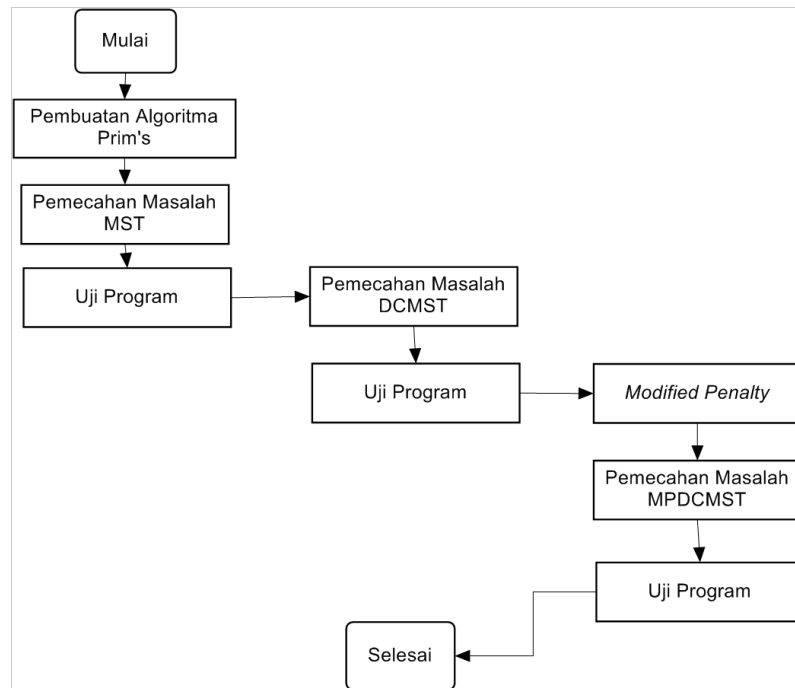 Mulai
Pembuatan Algoritma
Prim's
Pemecahan Masalah
MST
Uji Program
Pemecahan Masalah
DCMST
Uji Program
Modified Penalty
Pemecahan Masalah
MPDCMST
Uji Program
Selesai